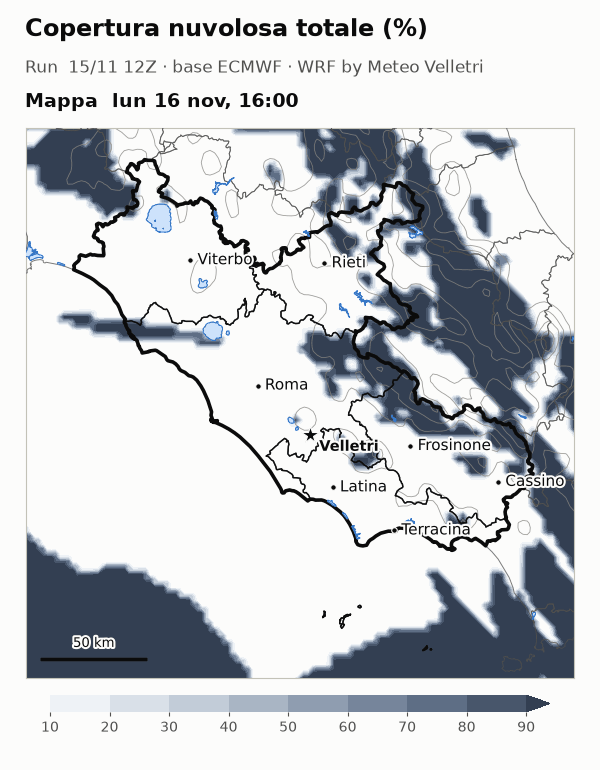 Copertura nuvolosa totale (%)
Run  15/11 12Z · base ECMWF · WRF by Meteo Velletri
Mappa  lun 16 nov, 16:00
Viterbo
Rieti
Roma
Velletri
Frosinone
Latina
Cassino
Terracina
50 km
10 20 30 40 50 60 70 80 90